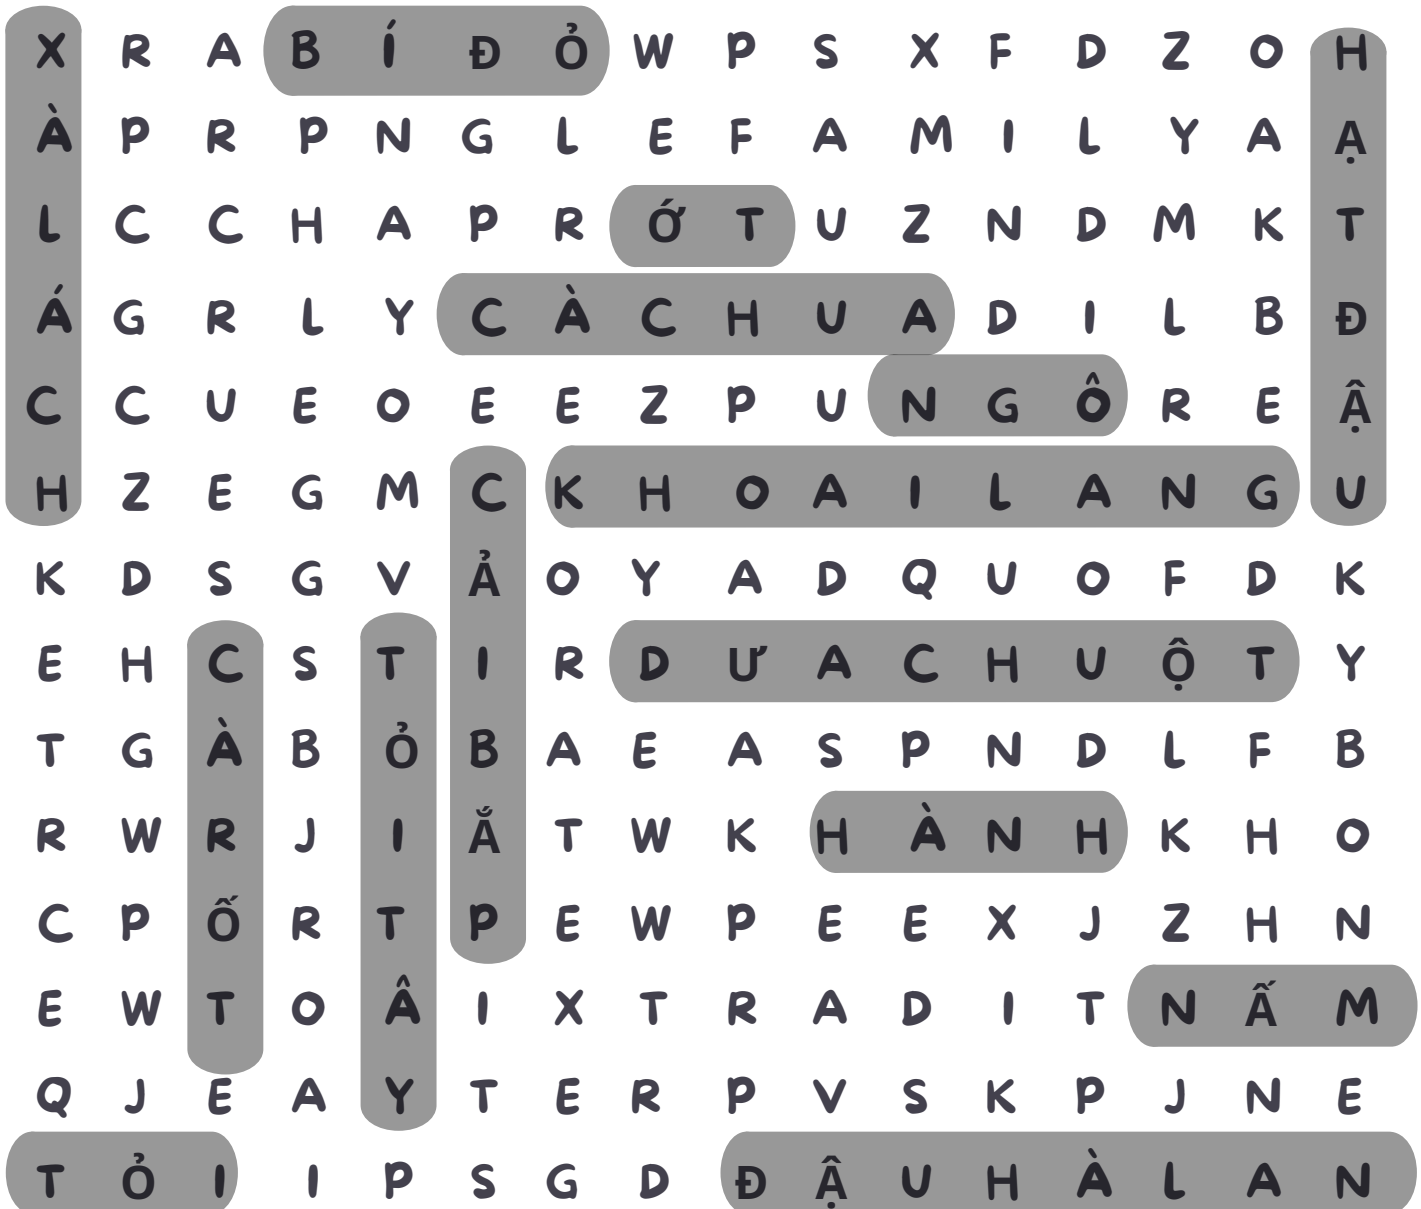 X R A B Í Đ Ỏ W P S X F D Z O H
À P R P N G L E F A M I L Y A Ạ
L C C H A P R Ớ T U Z N D M K T
Á G R L Y C À C H U A D I L B Đ
C C U E O E E Z P U N G Ô R E Ậ
H Z E G M C K H O A I L A N G U
K D S G V Ả O Y A D Q U O F D K
E H C S T I R D Ư A C H U Ộ T Y
T G À B Ỏ B A E A S P N D L F B
R W R J I Ắ T W K H À N H K H O
C P Ố R T P E W P E E X J Z H N
E W T O Â I X T R A D I T N Ấ M
Q J E A Y T E R P V S K P J N E
T Ỏ I I P S G D Đ Ậ U H À L A N